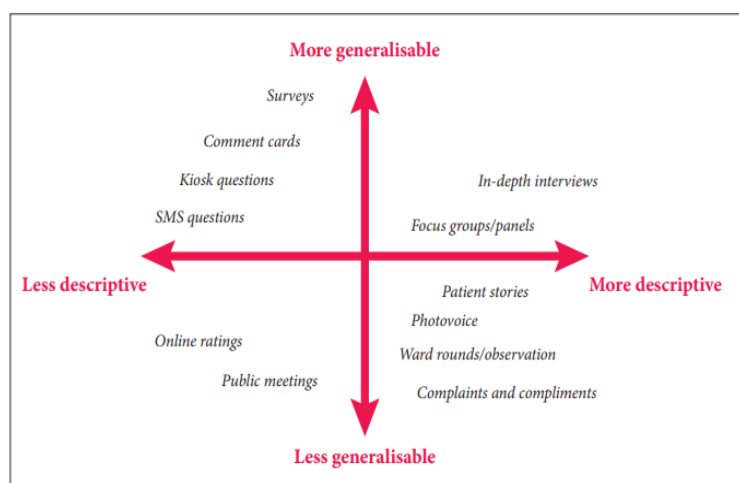 More generalisable
Surveys
Comment cards
Kiosk questions
In-depth interviews
SMS questions
Focus groups/panels
Less descriptive
More descriptive
Patient stories
Photovoice
Online ratings
Ward rounds/observation
Public meetings
Complaints and compliments
Less generalisable